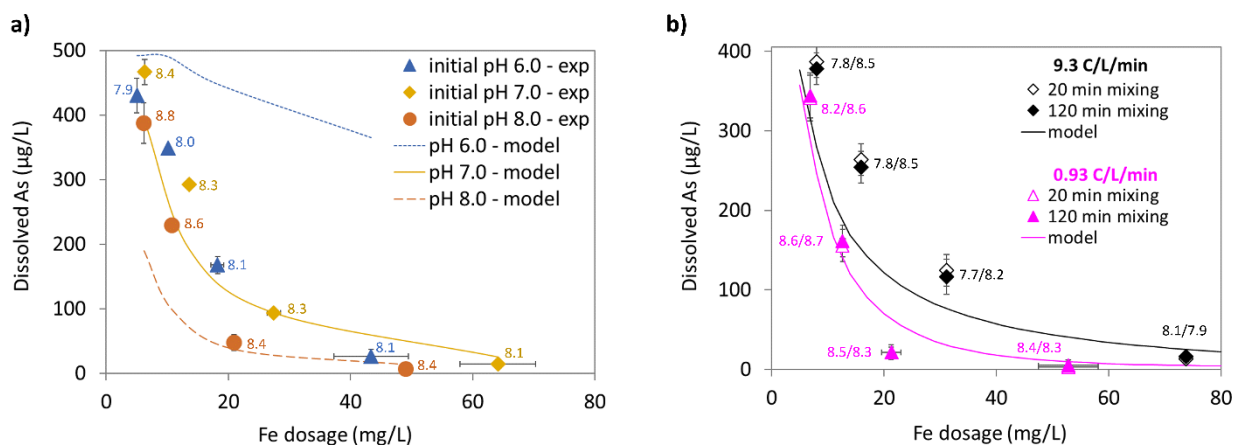 a)
Dissolved As (µg/L)
500
400
300
200
100
0
0
20
40
60
80
Fe dosage (mg/L)
initial pH 6.0 - exp
initial pH 7.0 - exp
initial pH 8.0 - exp
pH 6.0 - model
pH 7.0 - model
pH 8.0 - model
7.9
8.4
8.8
8.0
8.3
8.6
8.1
8.3
8.4
8.1
8.1
8.4
b)
Dissolved As (µg/L)
400
300
200
100
0
0
20
40
60
80
Fe dosage (mg/L)
9.3 C/L/min
20 min mixing
120 min mixing
model
0.93 C/L/min
20 min mixing
120 min mixing
model
7.8/8.5
8.2/8.6
7.8/8.5
8.6/8.7
7.7/8.2
8.5/8.3
8.4/8.3
8.1/7.9